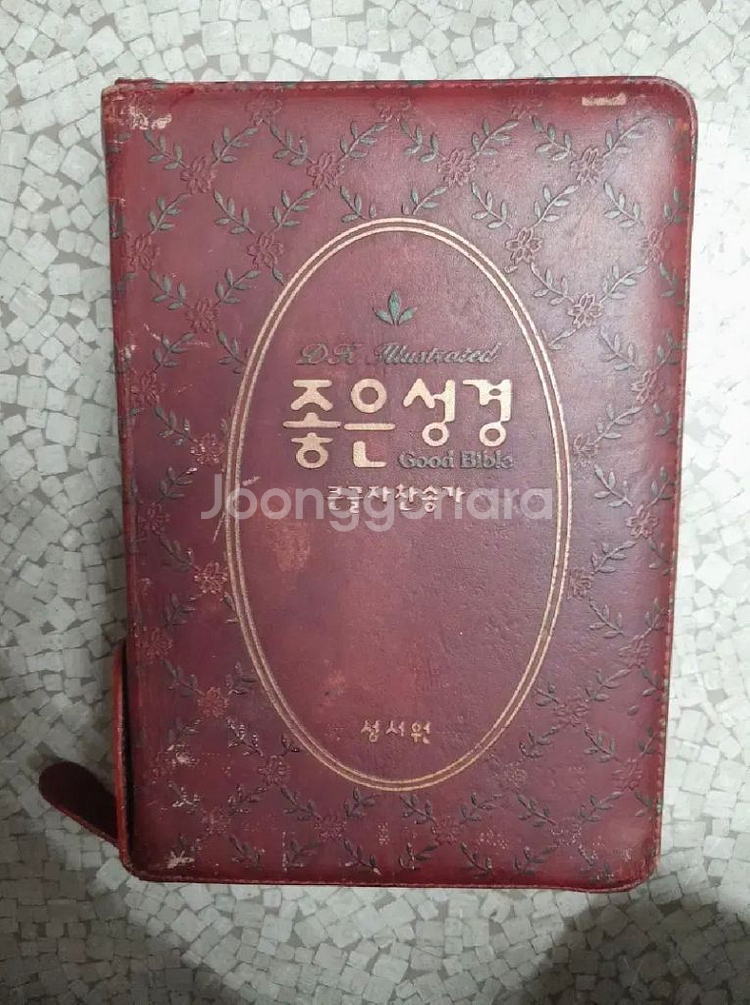 DK Illustrated
좋은성경
Good Bible
큰글자찬송가
Joonggonara
성서원